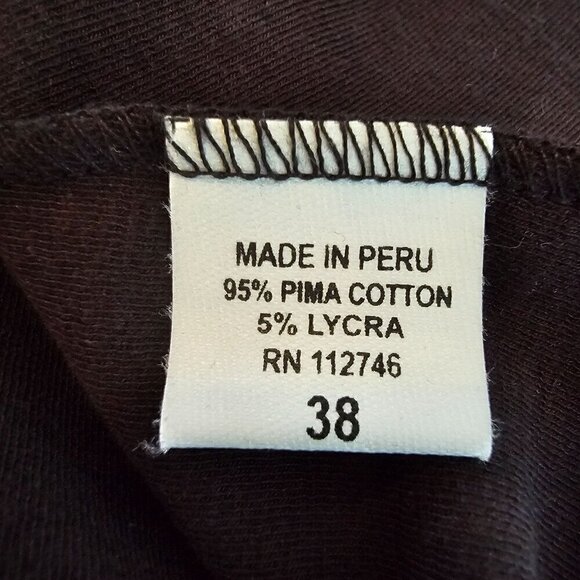 MADE IN PERU
95% PIMA COTTON
5% LYCRA
RN 112746
38